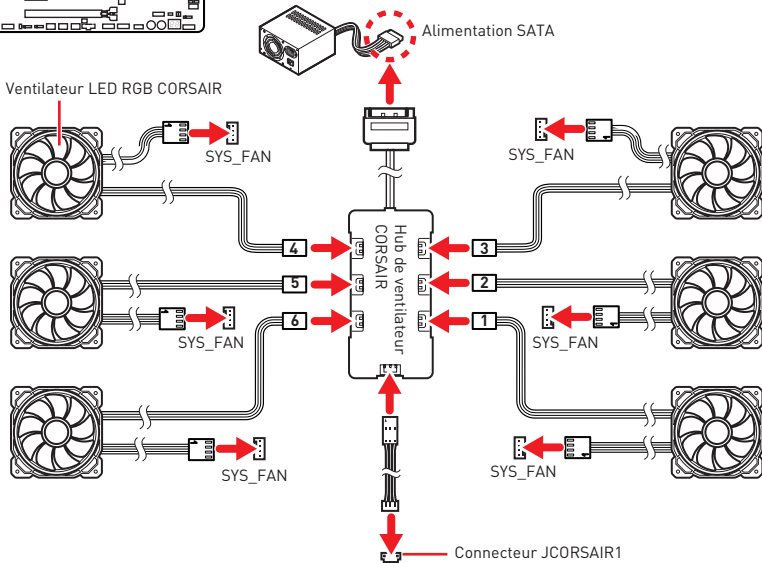 Alimentation SATA
Ventilateur LED RGB CORSAIR
SYS_FAN
SYS_FAN
Hub de ventilateur
CORSAIR
4
3
5
2
6
1
SYS_FAN
SYS_FAN
SYS_FAN
SYS_FAN
Connecteur JCORSAIR1